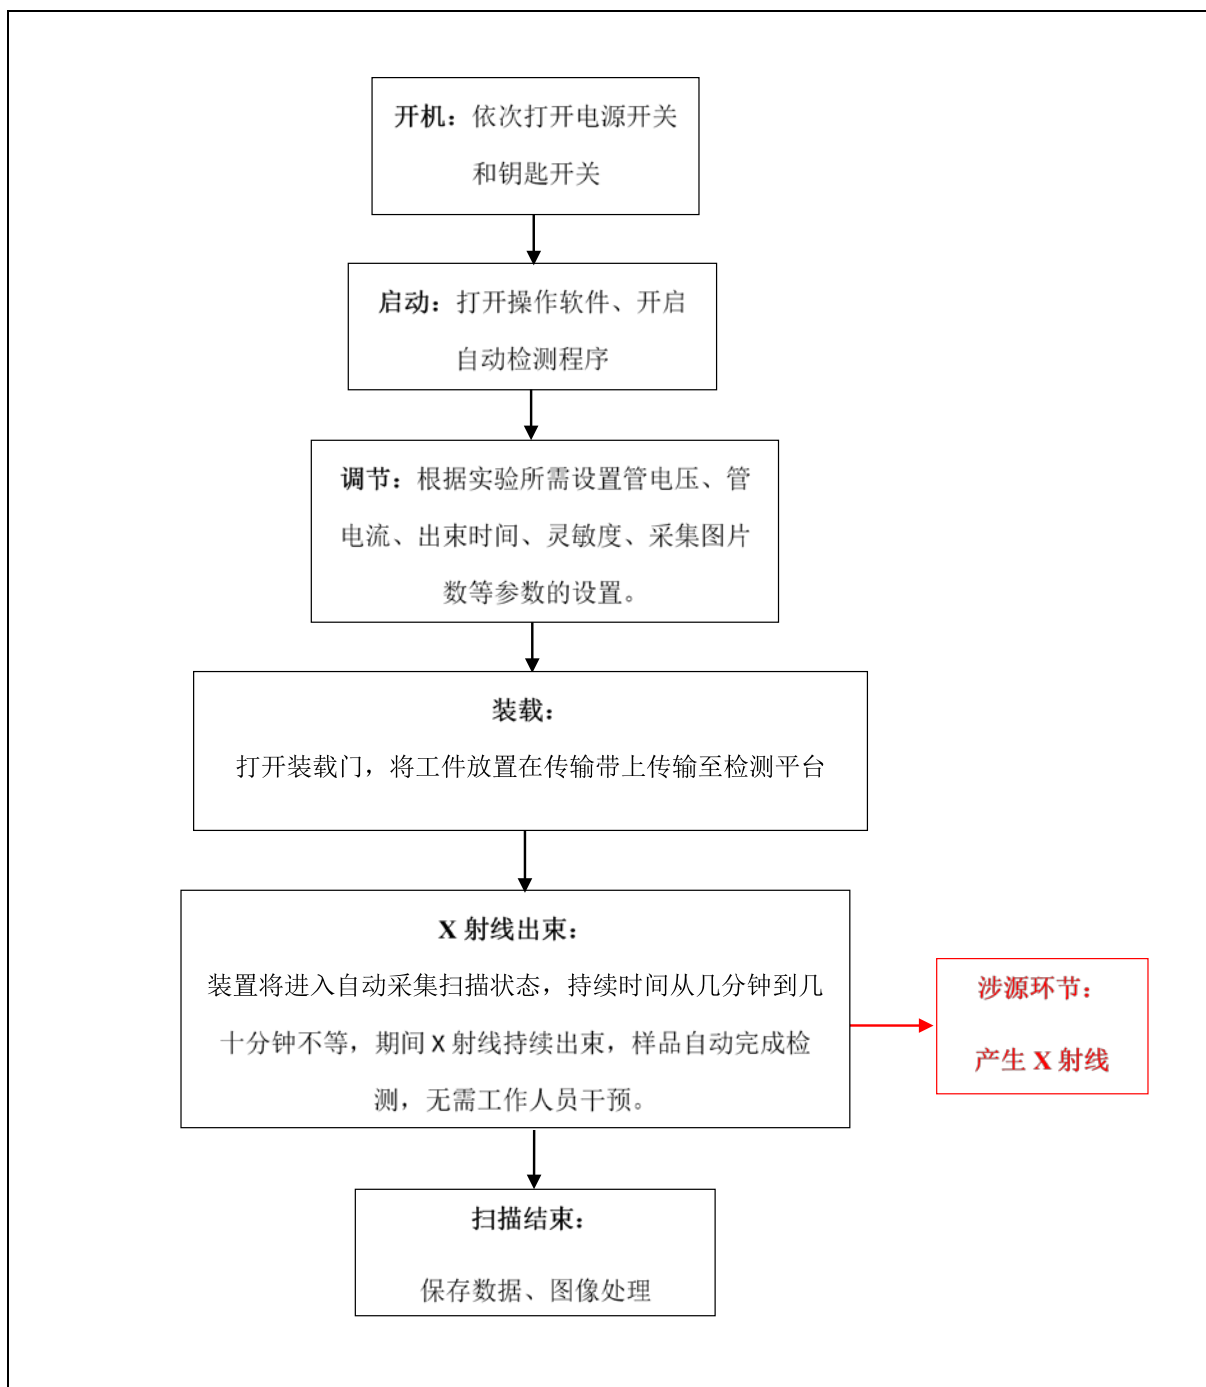 开机：依次打开电源开关
和钥匙开关
启动：打开操作软件、开启
自动检测程序
调节：根据实验所需设置管电压、管
电流、出束时间、灵敏度、采集图片
数等参数的设置。
装载：
打开装载门，将工件放置在传输带上传输至检测平台
X 射线出束：
装置将进入自动采集扫描状态，持续时间从几分钟到几
十分钟不等，期间 X 射线持续出束，样品自动完成检
测，无需工作人员干预。
涉源环节：
产生 X 射线
扫描结束：
保存数据、图像处理